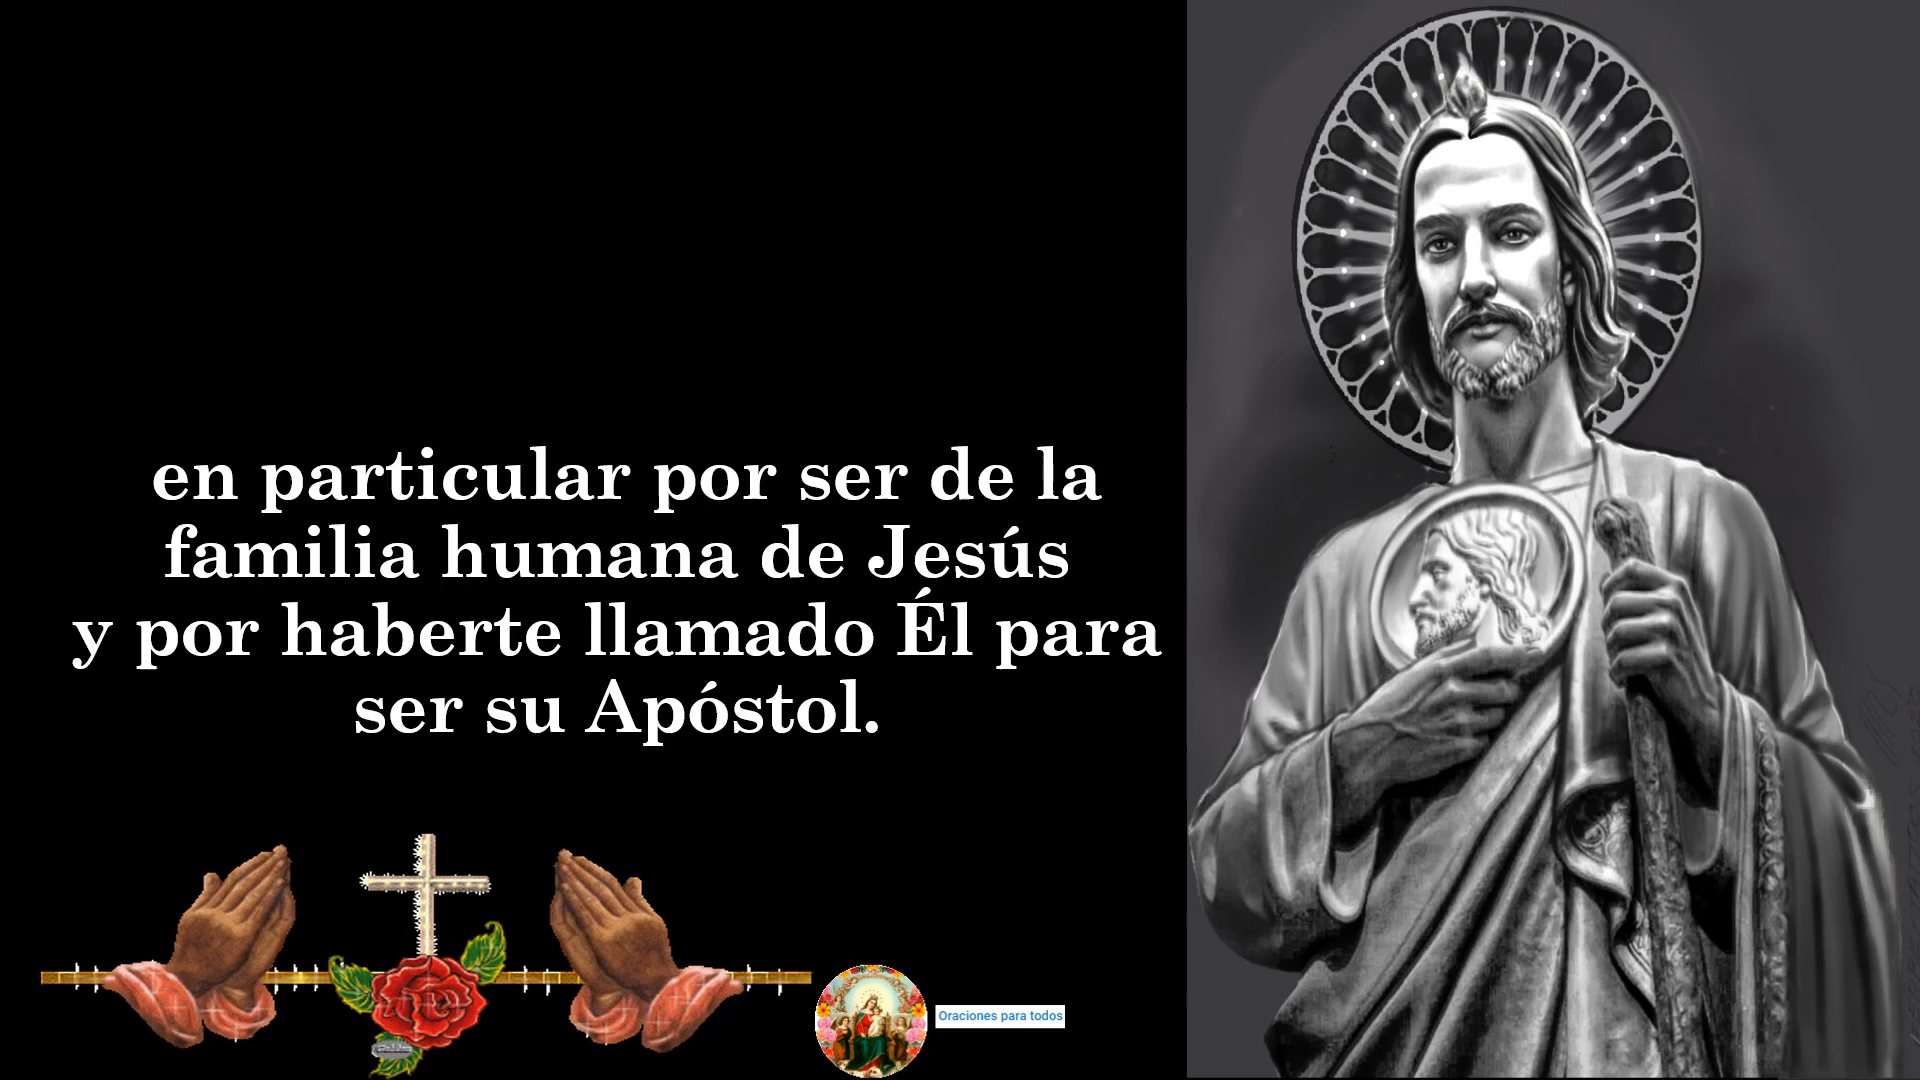 en particular por ser de la
familia humana de Jesús
y por haberte llamado Él para
ser su Apóstol.
Oraciones para todos